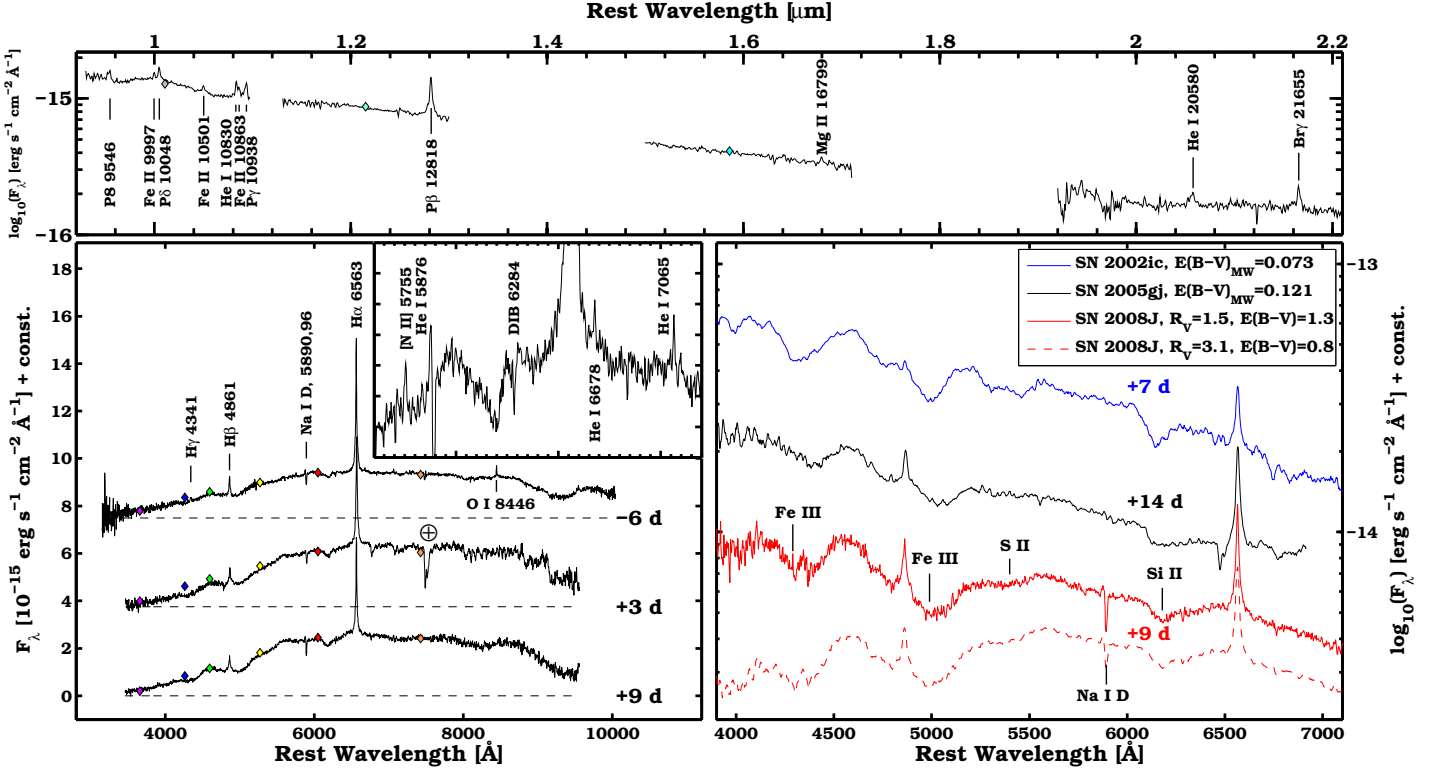 Rest Wavelength [μm]
1 1.2 1.4 1.6 1.8 2 2.2
log₁₀(Fλ) [erg s⁻¹ cm⁻² Å⁻¹]
−15
−16
P8 9546
Fe II 9997
Pδ 10048
Fe II 10501
He I 10830
Fe II 10863
Pγ 10938
Pβ 12818
Mg II 16799
He I 20580
Brγ 21655
F_λ [10⁻¹⁵ erg s⁻¹ cm⁻² Å⁻¹] + const.
18
16
14
12
10
8
6
4
2
0
Hγ 4341
Hβ 4861
Na I D, 5890,96
Hα 6563
O I 8446
⊕
−6 d
+3 d
+9 d
[N II] 5755
He I 5876
DIB 6284
He I 6678
He I 7065
4000 6000 8000 10000
Rest Wavelength [Å]
SN 2002ic, E(B−V)_MW=0.073
SN 2005gj, E(B−V)_MW=0.121
SN 2008J, R_V=1.5, E(B−V)=1.3
SN 2008J, R_V=3.1, E(B−V)=0.8
+7 d
+14 d
+9 d
Fe III
Fe III
S II
Si II
Na I D
−13
−14
log₁₀(F_λ) [erg s⁻¹ cm⁻² Å⁻¹] + const.
4000 4500 5000 5500 6000 6500 7000
Rest Wavelength [Å]